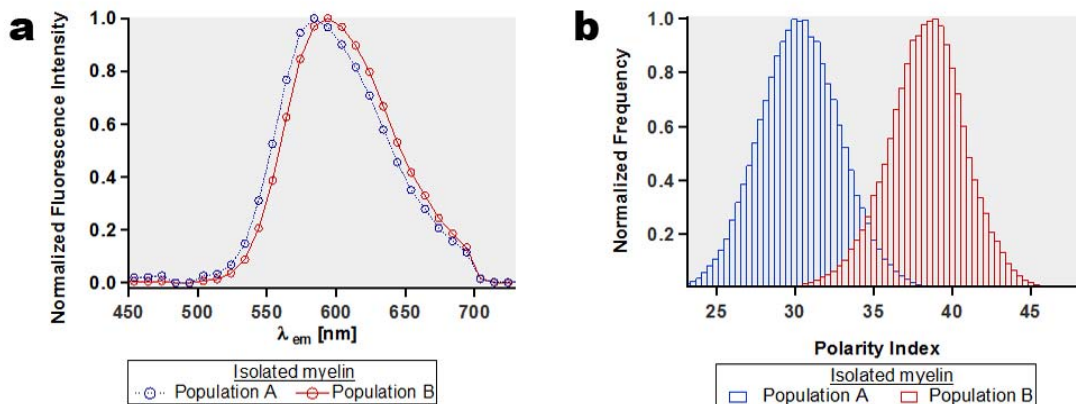 a
Normalized Fluorescence Intensity
1.0
0.8
0.6
0.4
0.2
0.0
450 500 550 600 650 700
λ em [nm]
Isolated myelin
Population A Population B
b
Normalized Frequency
1.0
0.8
0.6
0.4
0.2
25 30 35 40 45
Polarity Index
Isolated myelin
Population A Population B